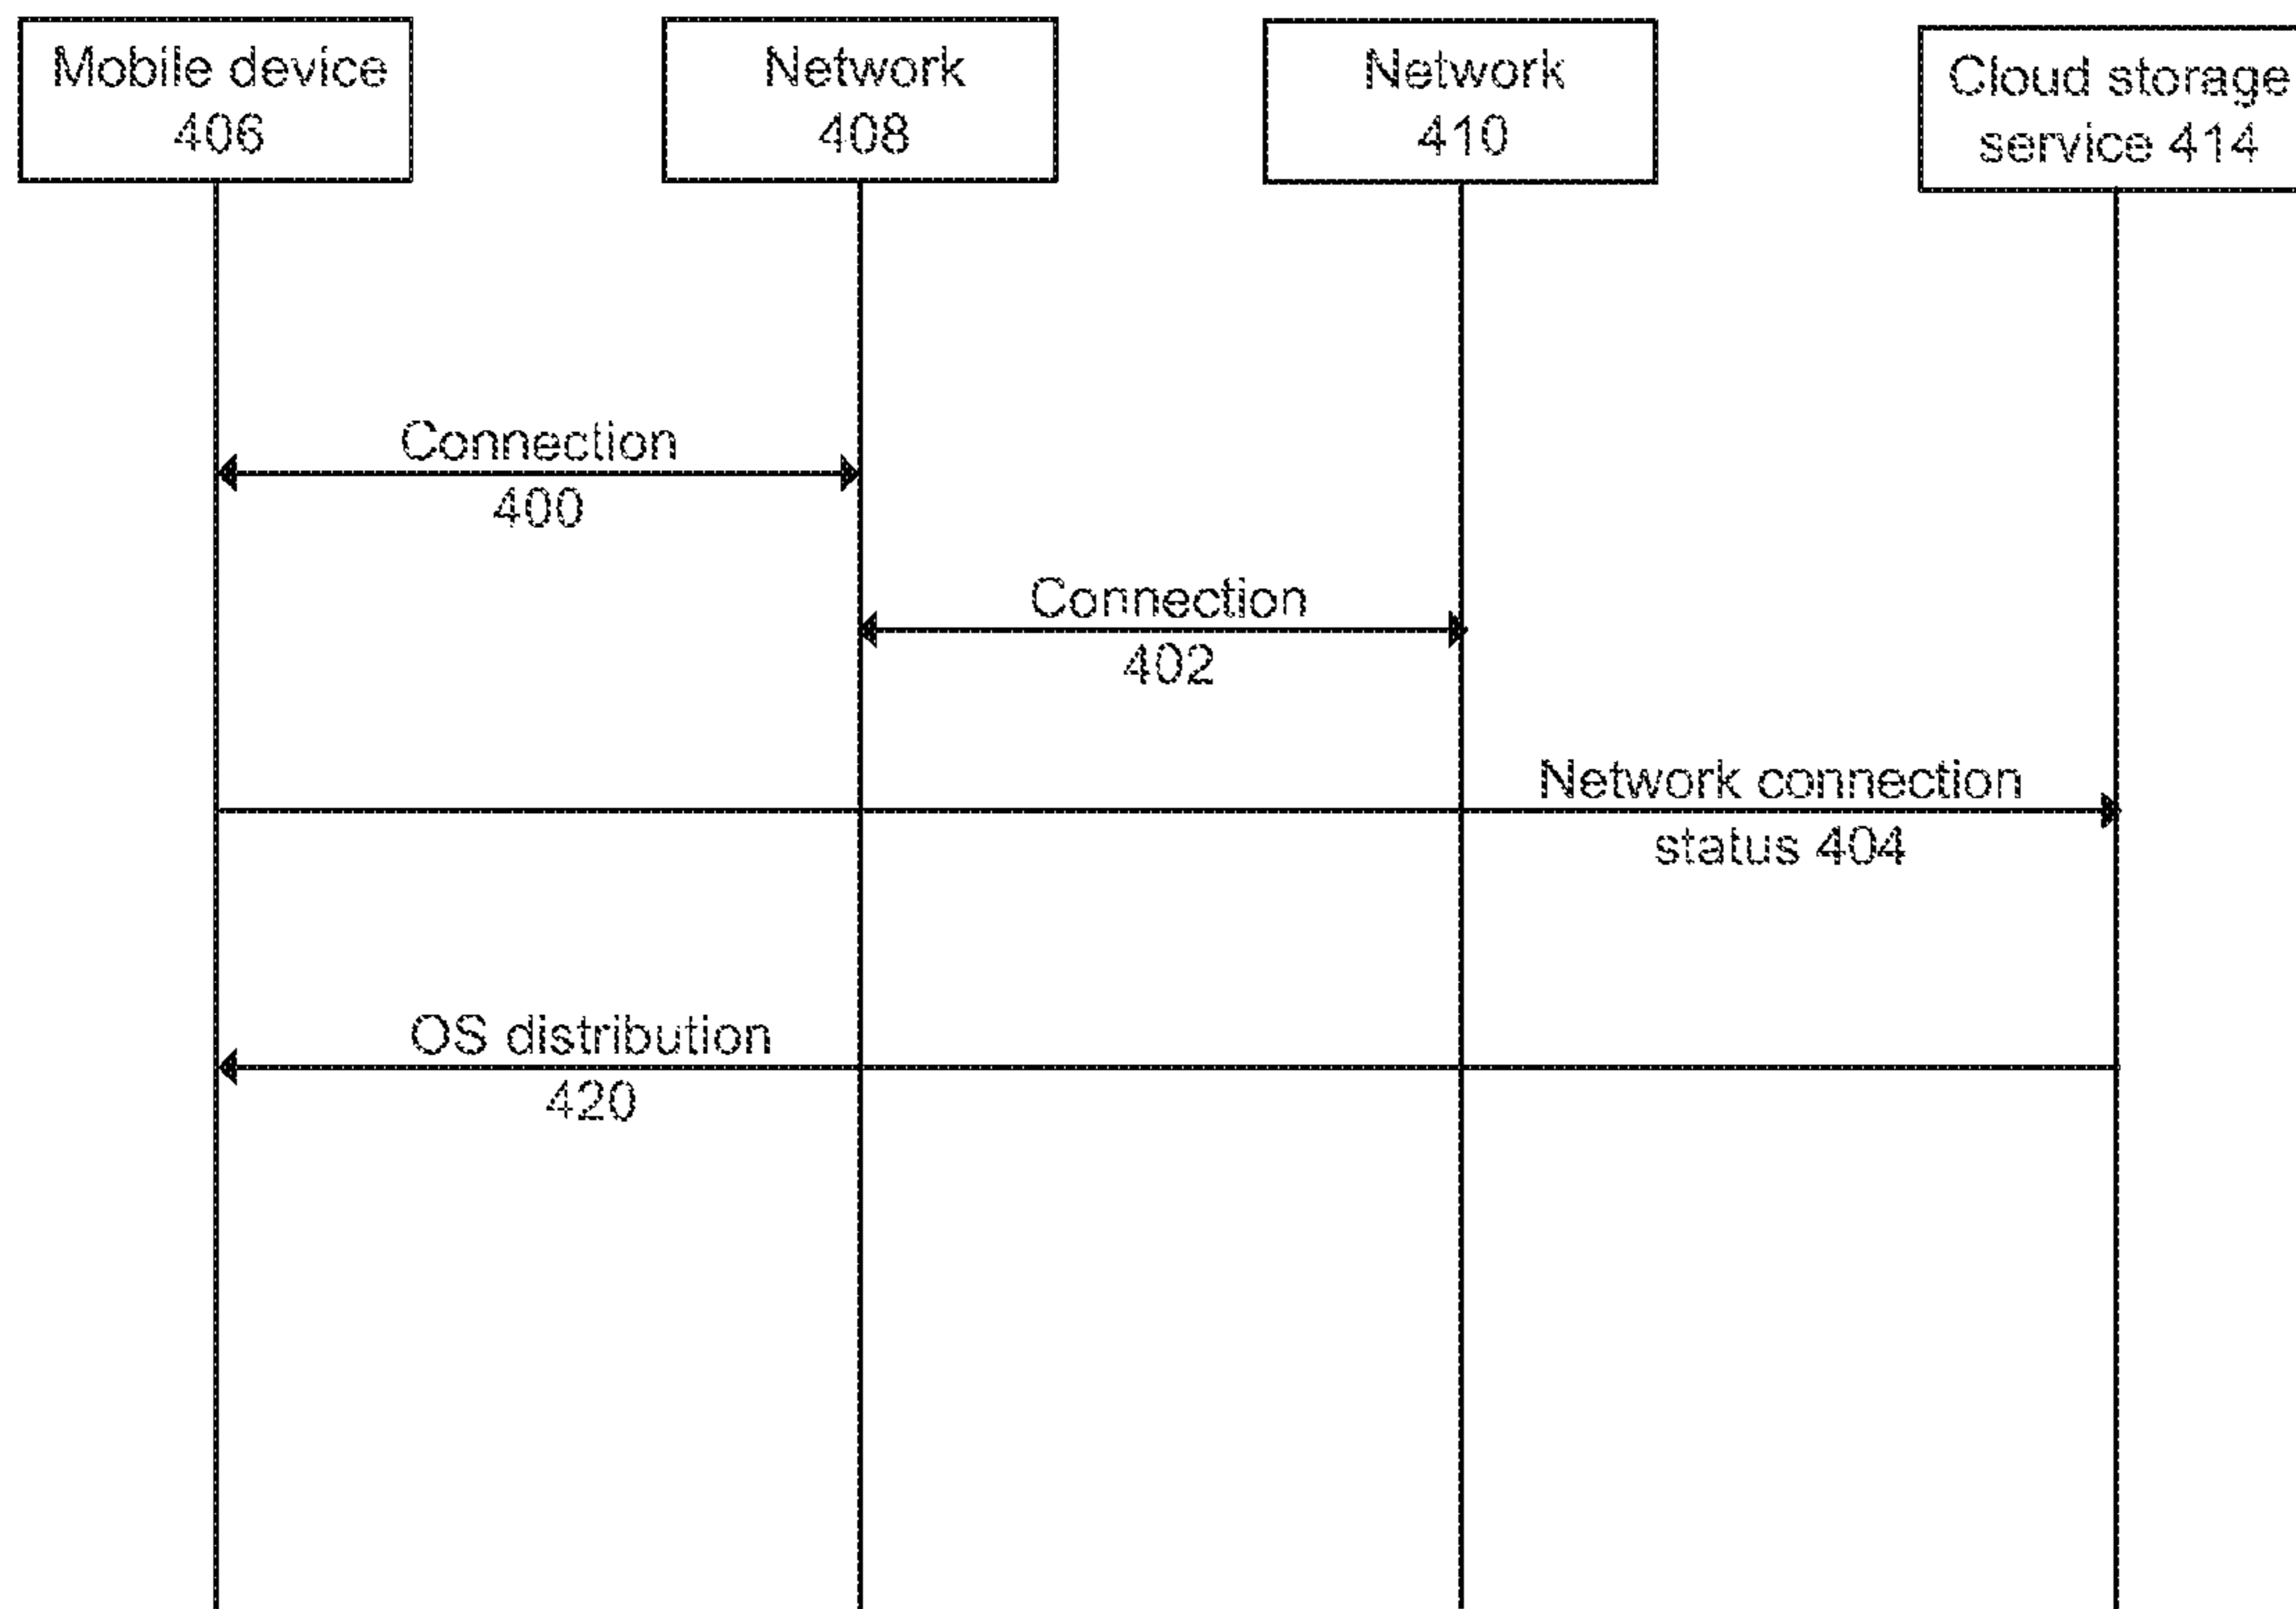 Mobile device
406
Network
408
Network
410
Cloud storage
service 414
Connection
400
Connection
402
Network connection
status 404
OS distribution
420